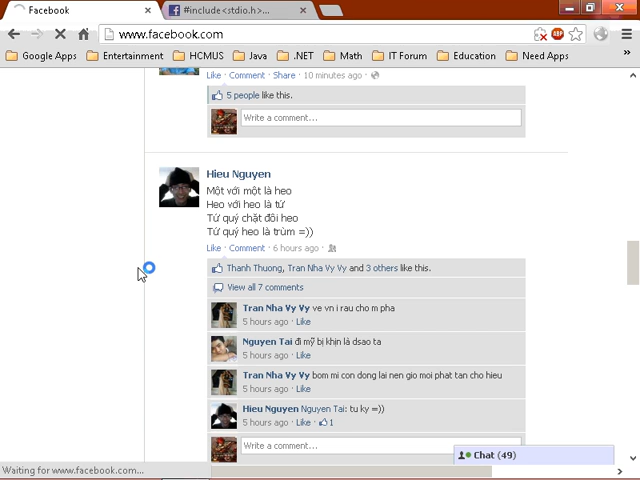 Facebook
#include<stdio.h>...
www.facebook.com
ABP
Google Apps
Entertainment
HCMUS
Java
.NET
Math
IT Forum
Education
Need Apps
»
Like · Comment · Share · 10 minutes ago ·
5 people like this.
Write a comment...
Hieu Nguyen
Một với một là heo
Heo với heo là tứ
Tứ quý chặt đôi heo
Tứ quý heo là trùm =))
Like · Comment · 6 hours ago ·
Thanh Thuong, Tran Nha Vy Vy and 3 others like this.
View all 7 comments
Tran Nha Vy Vy ve vn i rau cho m pha
5 hours ago · Like
Nguyen Tai đi mỹ bị khịn là dsao ta
5 hours ago · Like
Tran Nha Vy Vy bom mi con dong lai nen gio moi phat tan cho hieu
5 hours ago · Like
Hieu Nguyen Nguyen Tai: tu ky =))
5 hours ago · Like · 1
Write a comment...
Chat (49)
Waiting for www.facebook.com...